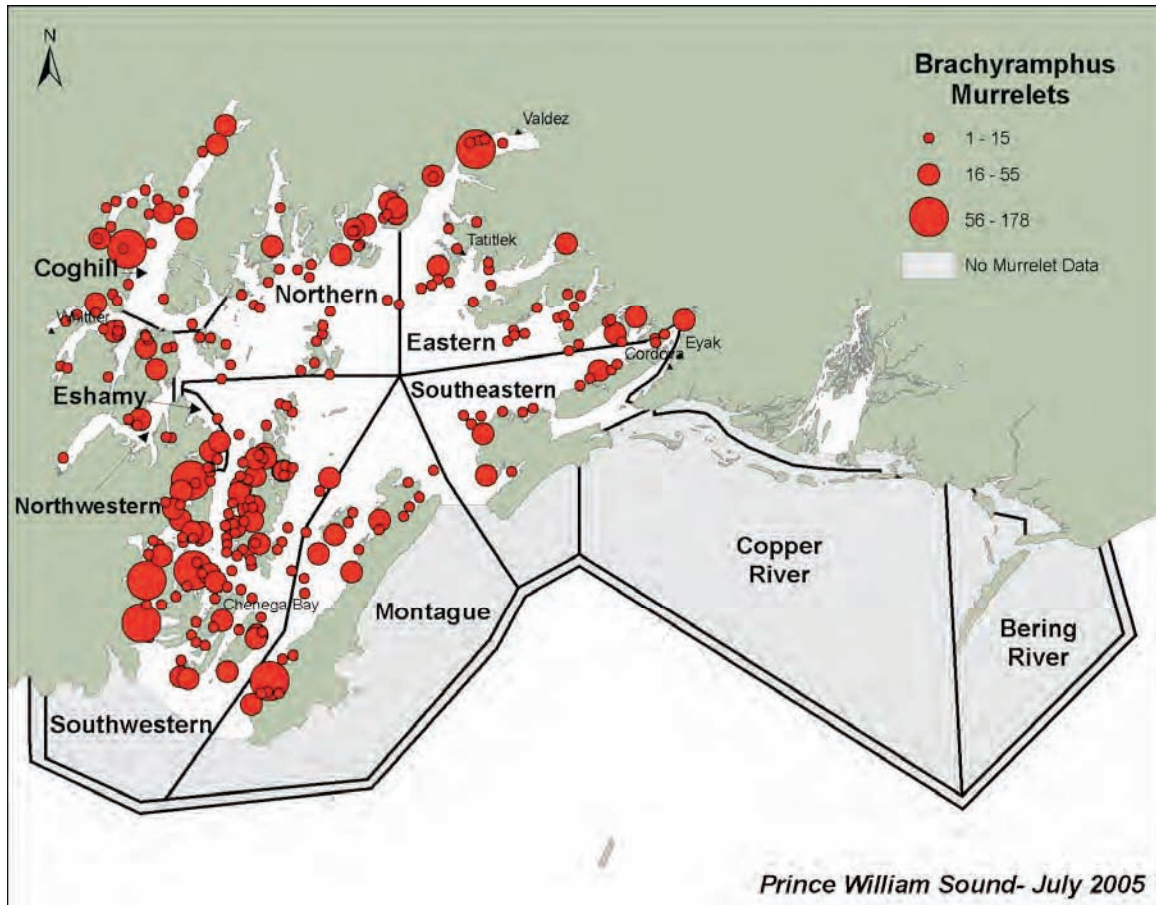 N
Brachyramphus
Murrelets
1 - 15
16 - 55
56 - 178
No Murrelet Data
Valdez
Tatitlek
Coghill
Northern
Whittier
Eastern
Eyak
Cordova
Southeastern
Eshamy
Northwestern
Copper
River
Chenega Bay
Montague
Bering
River
Southwestern
Prince William Sound- July 2005